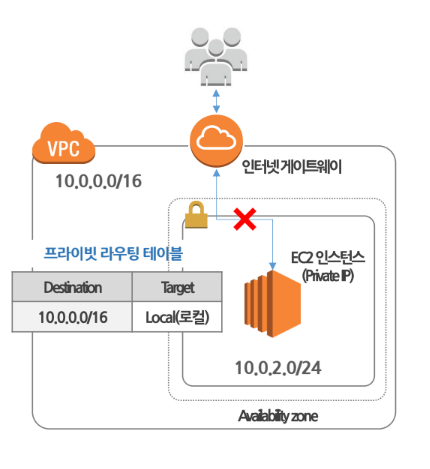 VPC
인터넷 게이트웨이
10.0.0.0/16
프라이빗 라우팅 테이블
EC2 인스턴스
(Private IP)
Destination Target
10.0.0.0/16 Local(로컬)
10.0.2.0/24
Availability zone